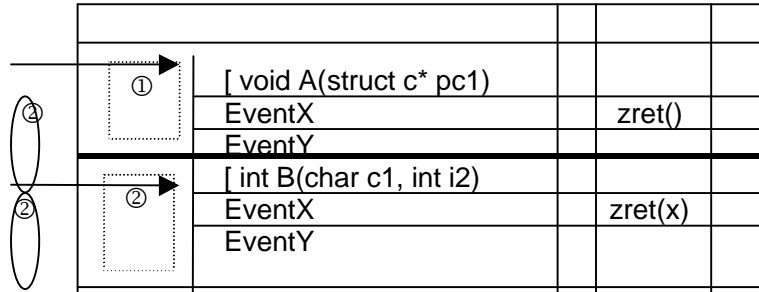 ①
[ void A(struct c* pc1)
② EventX zret()
EventY
[ int B(char c1, int i2)
②
② EventX zret(x)
EventY